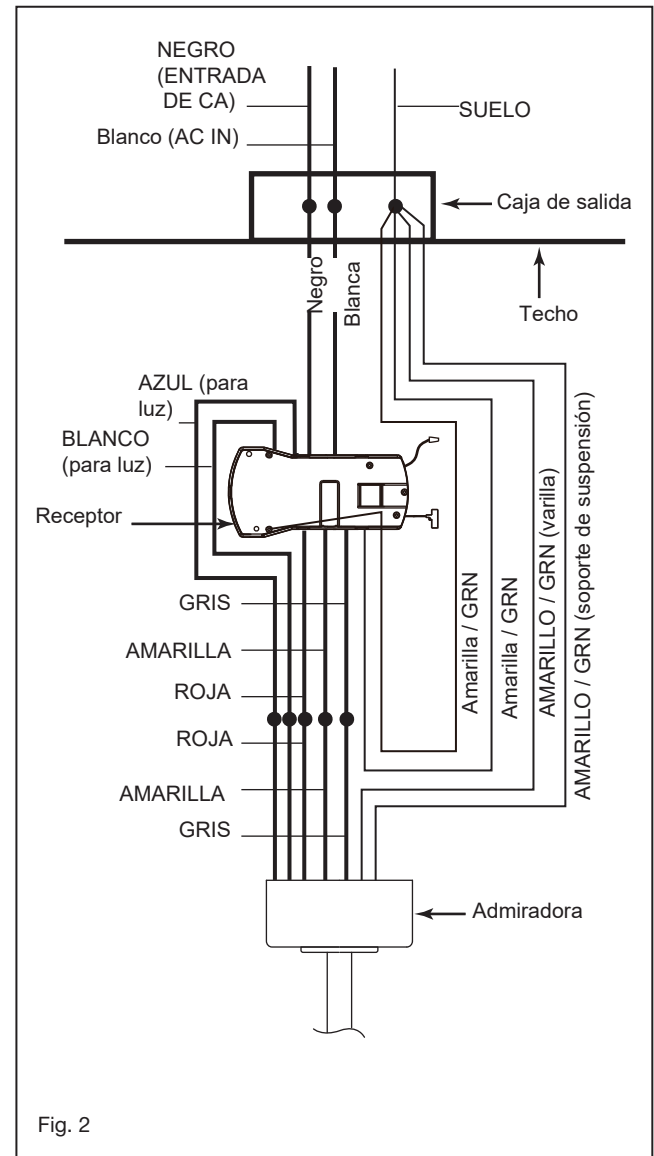 NEGRO
(ENTRADA
DE CA)
SUELO
Blanco (AC IN)
Caja de salida
Techo
Negro
Blanca
AZUL (para
luz)
BLANCO
(para luz)
Receptor
GRIS
AMARILLA
ROJA
ROJA
AMARILLA
GRIS
Amarilla / GRN
Amarilla / GRN
AMARILLO / GRN (varilla)
AMARILLO / GRN (soporte de suspensión)
Admiradora
Fig. 2